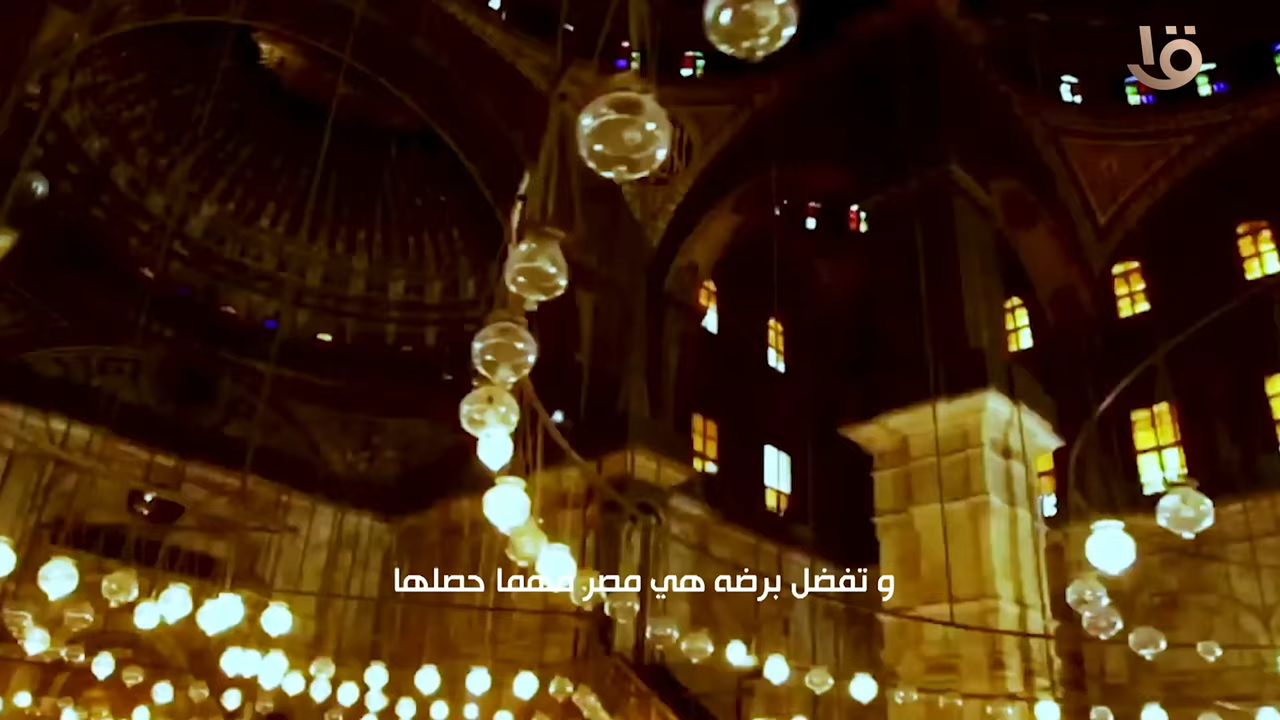 و تفضل برضه هي مصر مهما حصلها